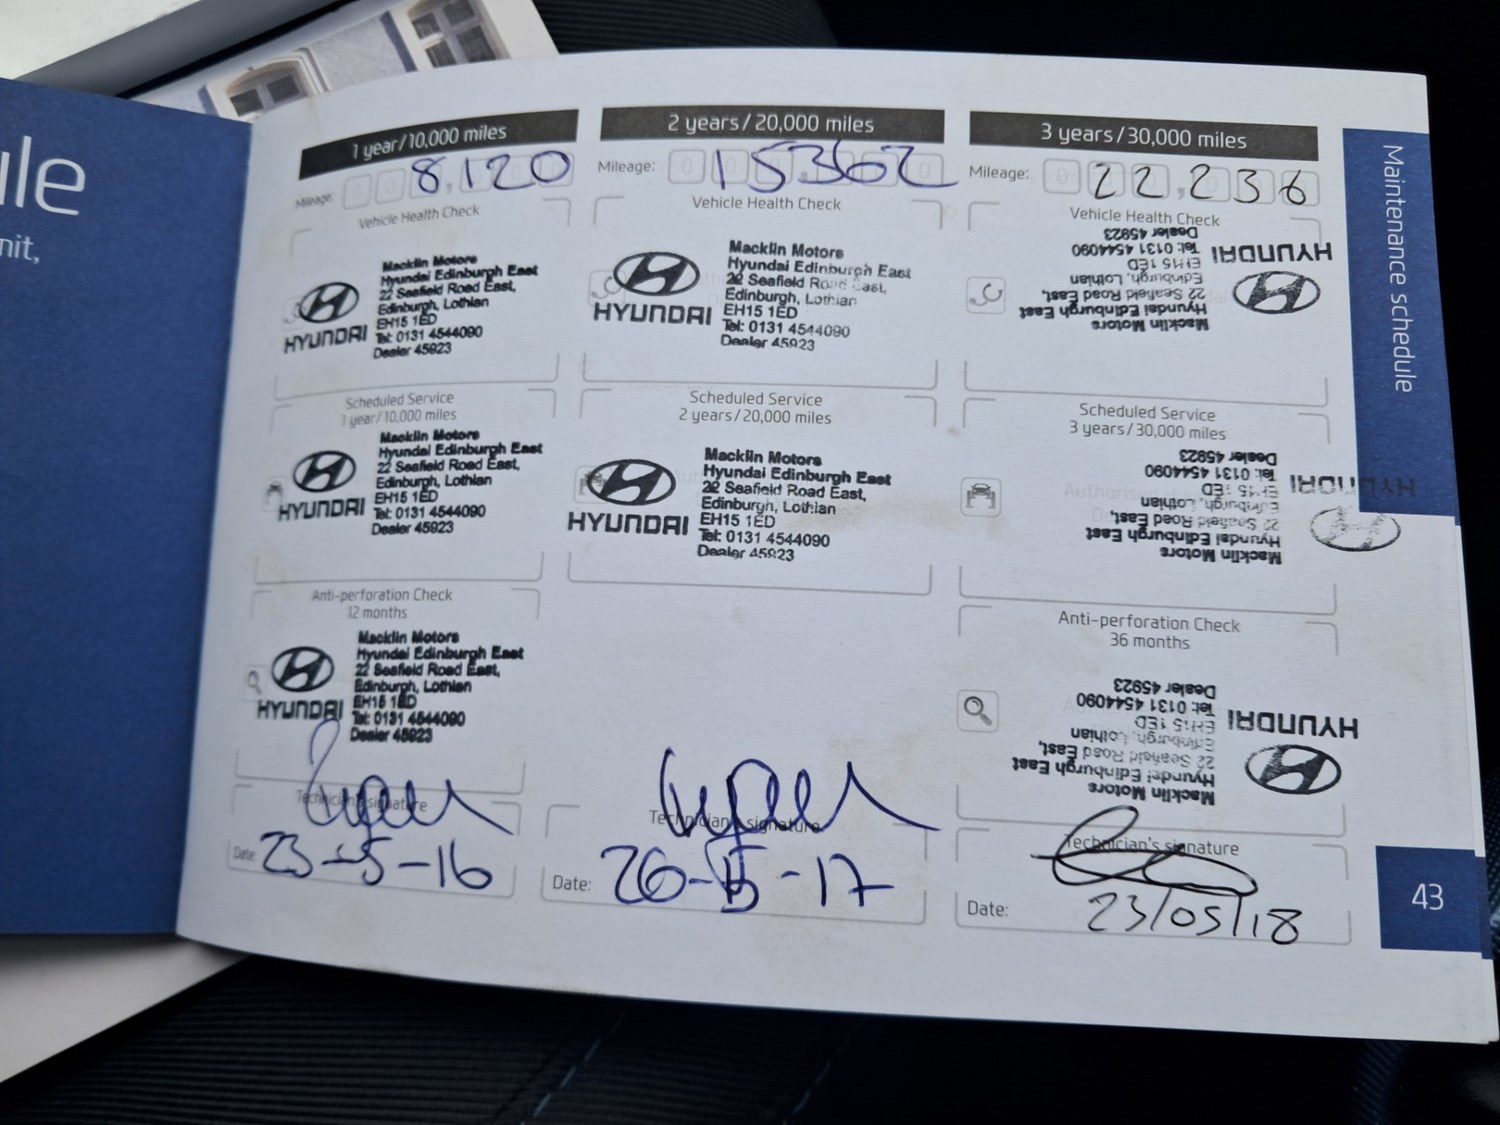 ule
nit,
1 year/10,000 miles
Mileage: 8,120
Vehicle Health Check
Macklin Motors
Hyundai Edinburgh East
22 Seafield Road East,
Edinburgh, Lothian
EH15 1ED
Tel: 0131 4544090
Dealer 45923
HYUNDAI
Scheduled Service
1 year/10,000 miles
Macklin Motors
Hyundai Edinburgh East
22 Seafield Road East,
Edinburgh, Lothian
EH15 1ED
Tel: 0131 4544090
Dealer 45923
HYUNDAI
Anti-perforation Check
12 months
Macklin Motors
Hyundai Edinburgh East
22 Seafield Road East,
Edinburgh, Lothian
EH15 1ED
Tel: 0131 4544090
Dealer 45923
HYUNDAI
Technician's signature
Date: 23-5-16
2 years/20,000 miles
Mileage: 15362
Vehicle Health Check
Macklin Motors
Hyundai Edinburgh East
22 Seafield Road East,
Edinburgh, Lothian
EH15 1ED
Tel: 0131 4544090
Dealer 45923
HYUNDAI
Scheduled Service
2 years/20,000 miles
Macklin Motors
Hyundai Edinburgh East
22 Seafield Road East,
Edinburgh, Lothian
EH15 1ED
Tel: 0131 4544090
Dealer 45923
HYUNDAI
Technician's signature
Date: 26-5-17
3 years/30,000 miles
Mileage: 22,236
Vehicle Health Check
Macklin Motors
Hyundai Edinburgh East
22 Seafield Road East,
Edinburgh, Lothian
EH15 1ED
Tel: 0131 4544090
Dealer 45923
HYUNDAI
Scheduled Service
3 years/30,000 miles
Macklin Motors
Hyundai Edinburgh East
22 Seafield Road East,
Edinburgh, Lothian
EH15 1ED
Tel: 0131 4544090
Dealer 45923
HYUNDAI
Anti-perforation Check
36 months
Macklin Motors
Hyundai Edinburgh East
22 Seafield Road East,
Edinburgh, Lothian
EH15 1ED
Tel: 0131 4544090
Dealer 45923
HYUNDAI
Technician's signature
Date: 23/05/18
Maintenance schedule
43